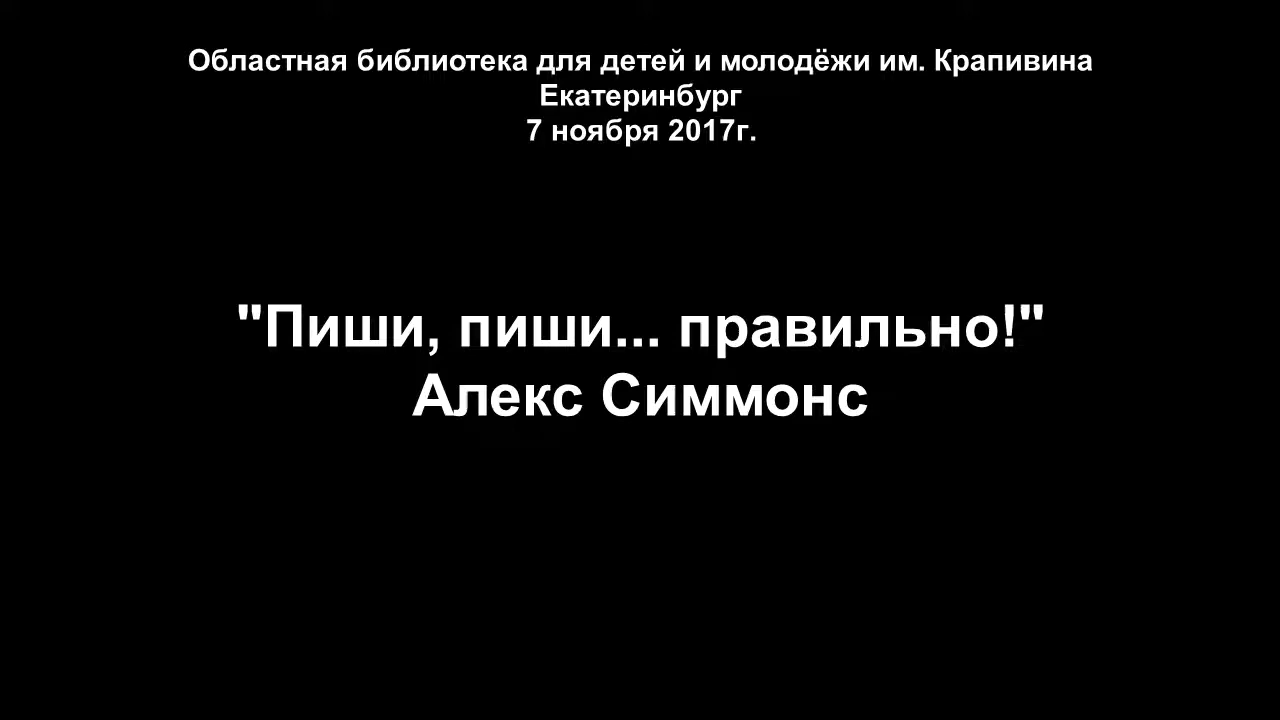 Областная библиотека для детей и молодёжи им. Крапивина
Екатеринбург
7 ноября 2017г.
"Пиши, пиши... правильно!"
Алекс Симмонс